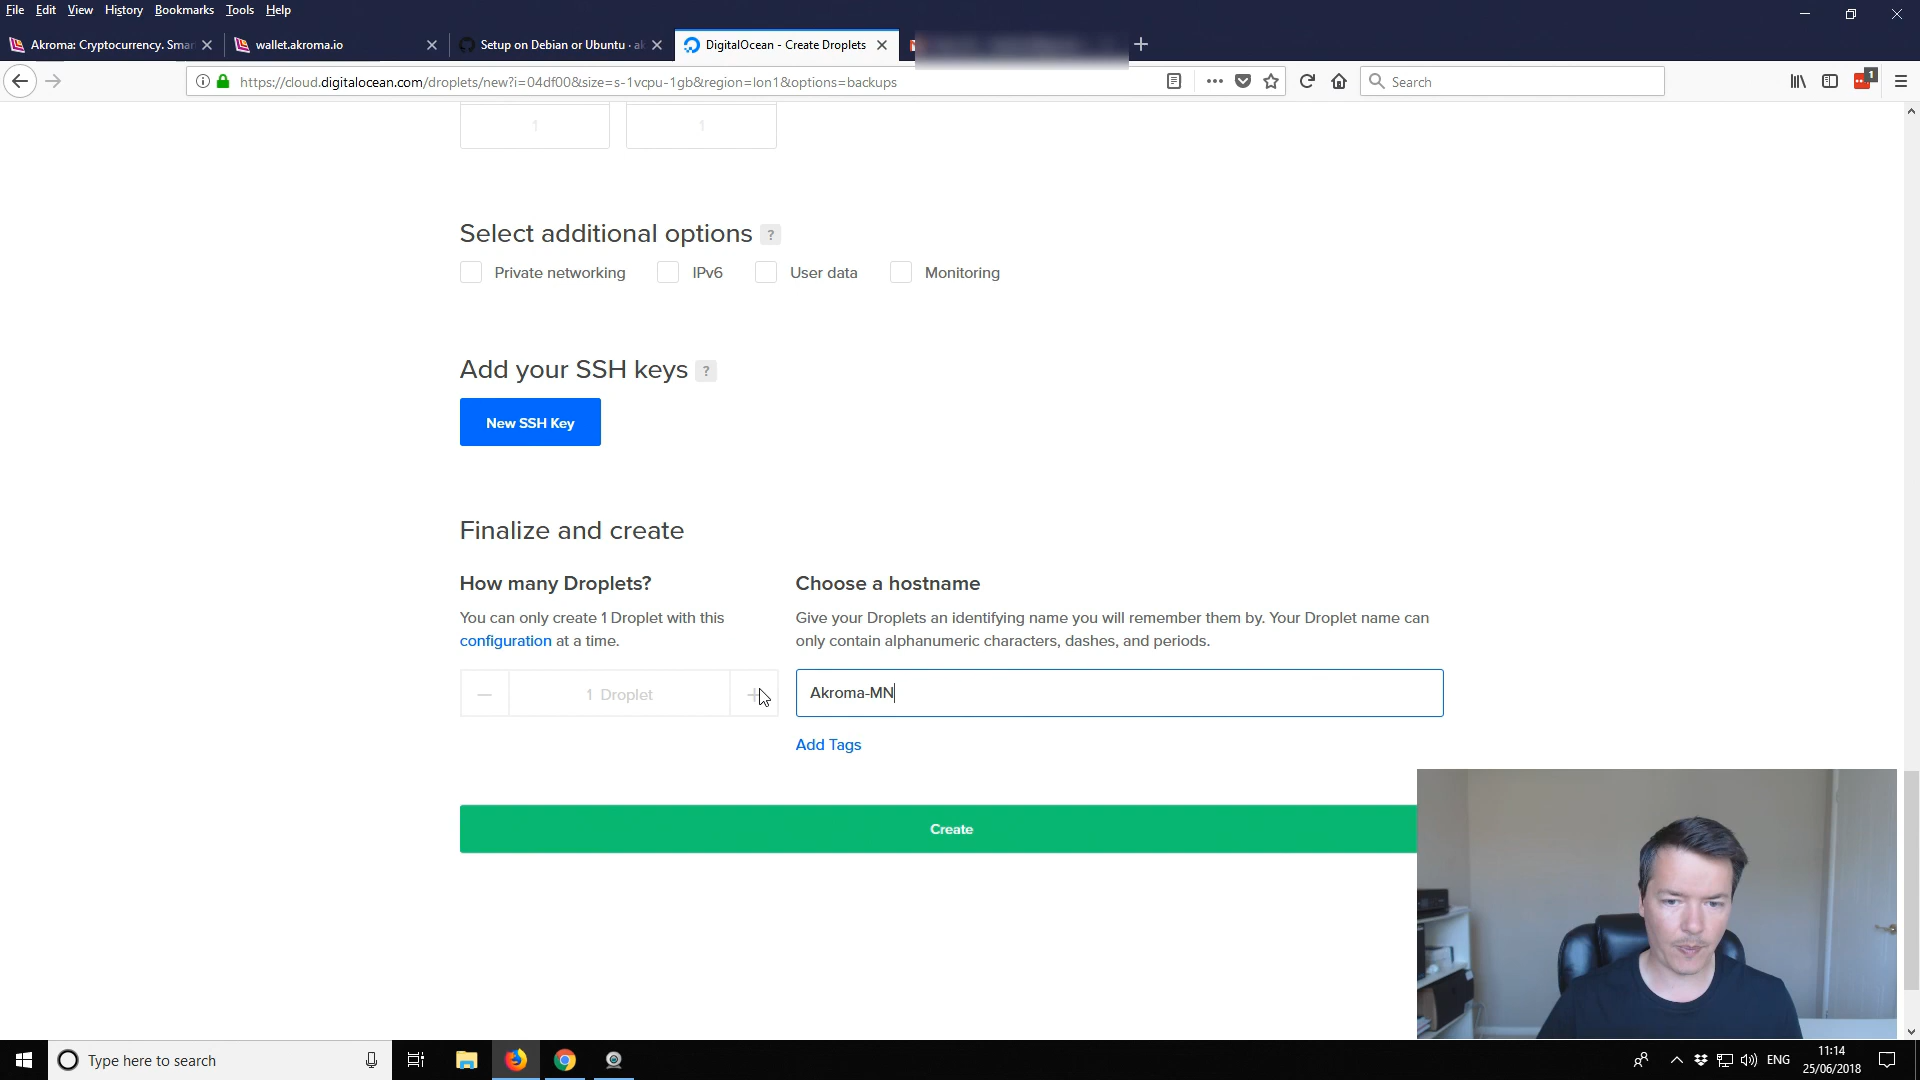 File Edit View History Bookmarks Tools Help
Akroma: Cryptocurrency. Smar
wallet.akroma.io
Setup on Debian or Ubuntu · ak
DigitalOcean - Create Droplets
https://cloud.digitalocean.com/droplets/new?i=04df00&size=s-1vcpu-1gb&region=lon1&options=backups
Search
1
1 1
Select additional options ?
Private networking IPv6 User data Monitoring
Add your SSH keys ?
New SSH Key
Finalize and create
How many Droplets?
You can only create 1 Droplet with this
configuration at a time.
1 Droplet
Choose a hostname
Give your Droplets an identifying name you will remember them by. Your Droplet name can
only contain alphanumeric characters, dashes, and periods.
Akroma-MN
Add Tags
Create
Type here to search
ENG
11:14
25/06/2018